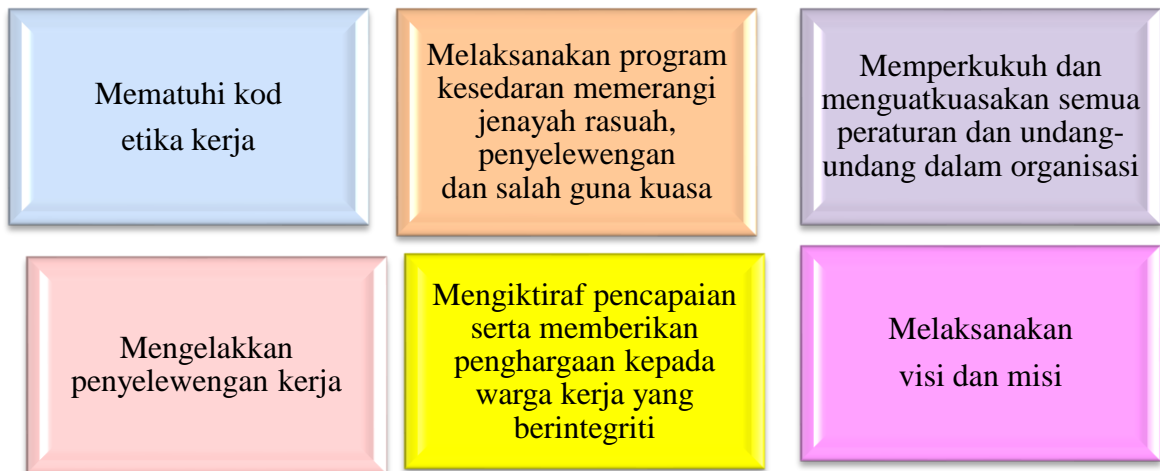 Mematuhi kod
etika kerja
Melaksanakan program
kesedaran memerangi
jenayah rasuah,
penyelewengan
dan salah guna kuasa
Memperkukuh dan
menguatkuasakan semua
peraturan dan undang-
undang dalam organisasi
Mengelakkan
penyelewengan kerja
Mengiktiraf pencapaian
serta memberikan
penghargaan kepada
warga kerja yang
berintegriti
Melaksanakan
visi dan misi